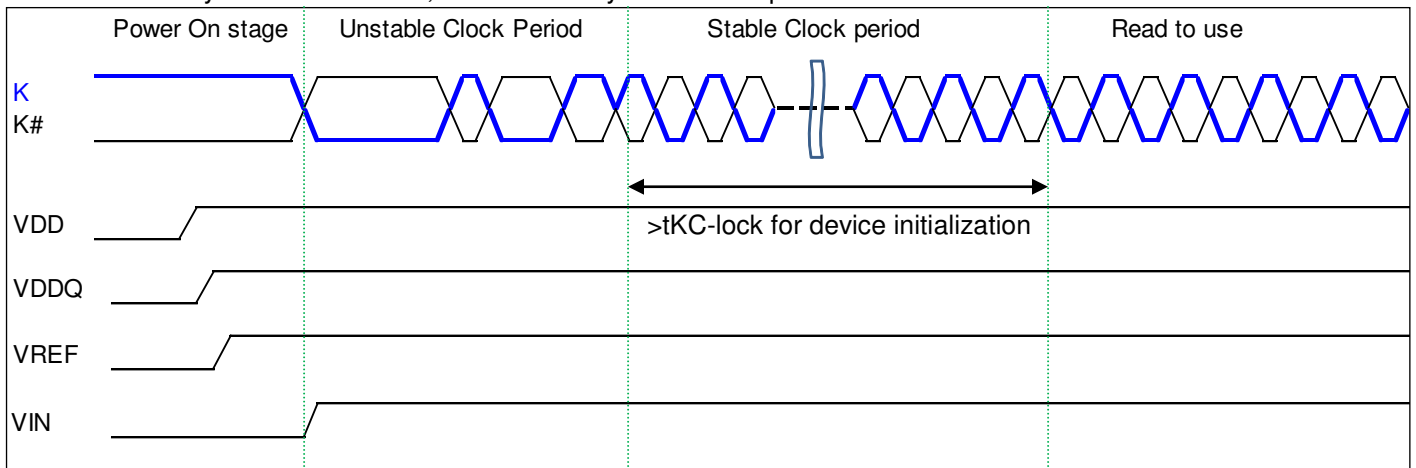 Power On stage
Unstable Clock Period
Stable Clock period
Read to use
K
K#
VDD
>tKC-lock for device initialization
VDDQ
VREF
VIN